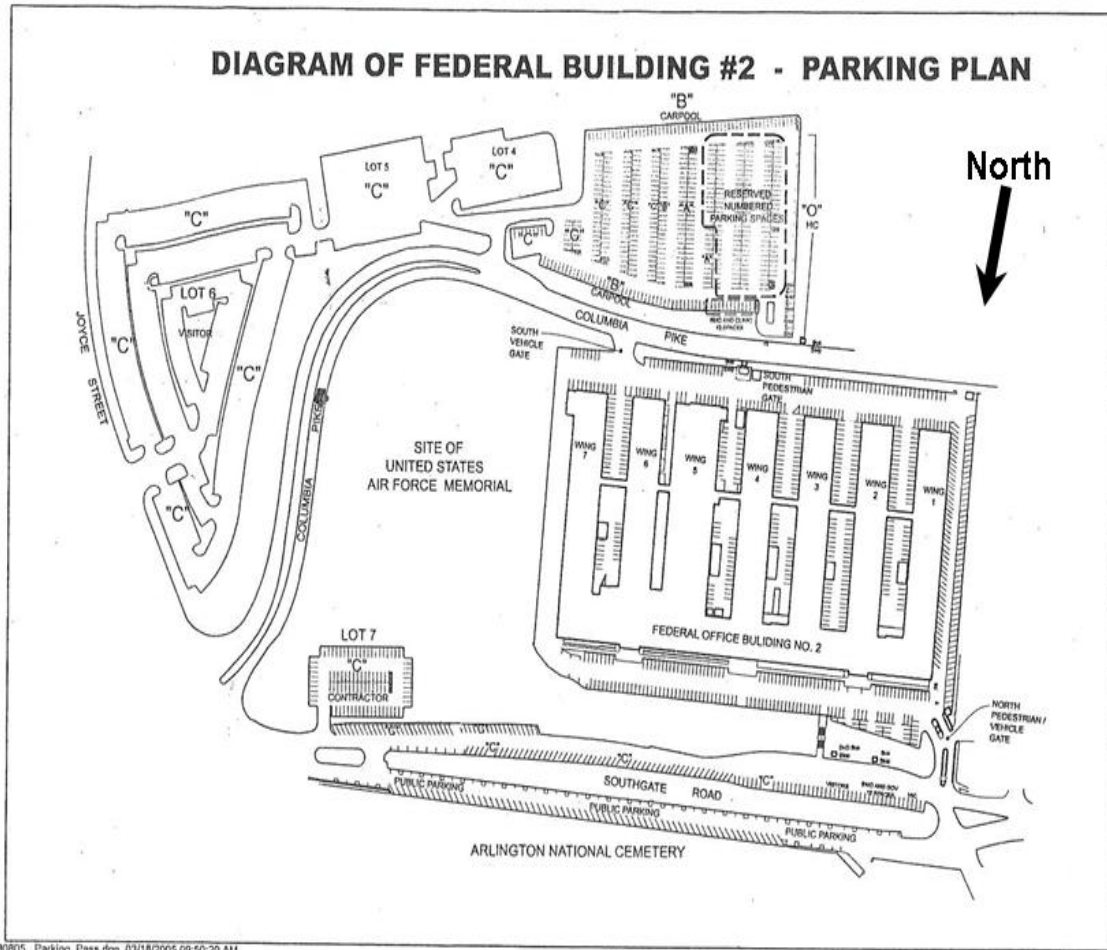 DIAGRAM OF FEDERAL BUILDING #2 - PARKING PLAN
"B"
CARPOOL
LOT 4
"C"
LOT 5
"C"
North
RESERVED
NUMBERED
PARKING SPACES
"O"
HC
"C"
"C"
"C"
"B"
"A"
"A"
"C"
"C"
"G"
"B"
CARPOOL
LOT 6
VISITOR
"C"
"C"
"C"
JOYCE
STREET
COLUMBIA
PIKE
SOUTH
VEHICLE
GATE
SOUTH
PEDESTRIAN
GATE
WING
7
WING
6
WING
5
WING
4
WING
3
WING
2
WING
1
SITE OF
UNITED STATES
AIR FORCE MEMORIAL
COLUMBIA
PIKE
FEDERAL OFFICE BUILDING NO. 2
LOT 7
"C"
CONTRACTOR
NORTH
PEDESTRIAN /
VEHICLE
GATE
"C"
"C"
"C"
"C"
"C"
VISITORS
HC
SOUTHGATE ROAD
PUBLIC PARKING
PUBLIC PARKING
PUBLIC PARKING
ARLINGTON NATIONAL CEMETERY